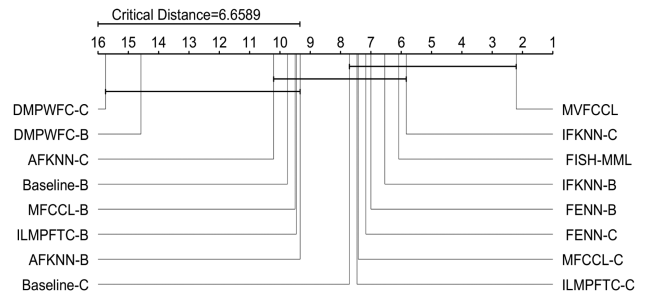 Critical Distance=6.6589
16 15 14 13 12 11 10 9 8 7 6 5 4 3 2 1
DMPWFC-C MVFCCL
DMPWFC-B IFKNN-C
AFKNN-C FISH-MML
Baseline-B IFKNN-B
MFCCL-B FENN-B
ILMPFTC-B FENN-C
AFKNN-B MFCCL-C
Baseline-C ILMPFTC-C